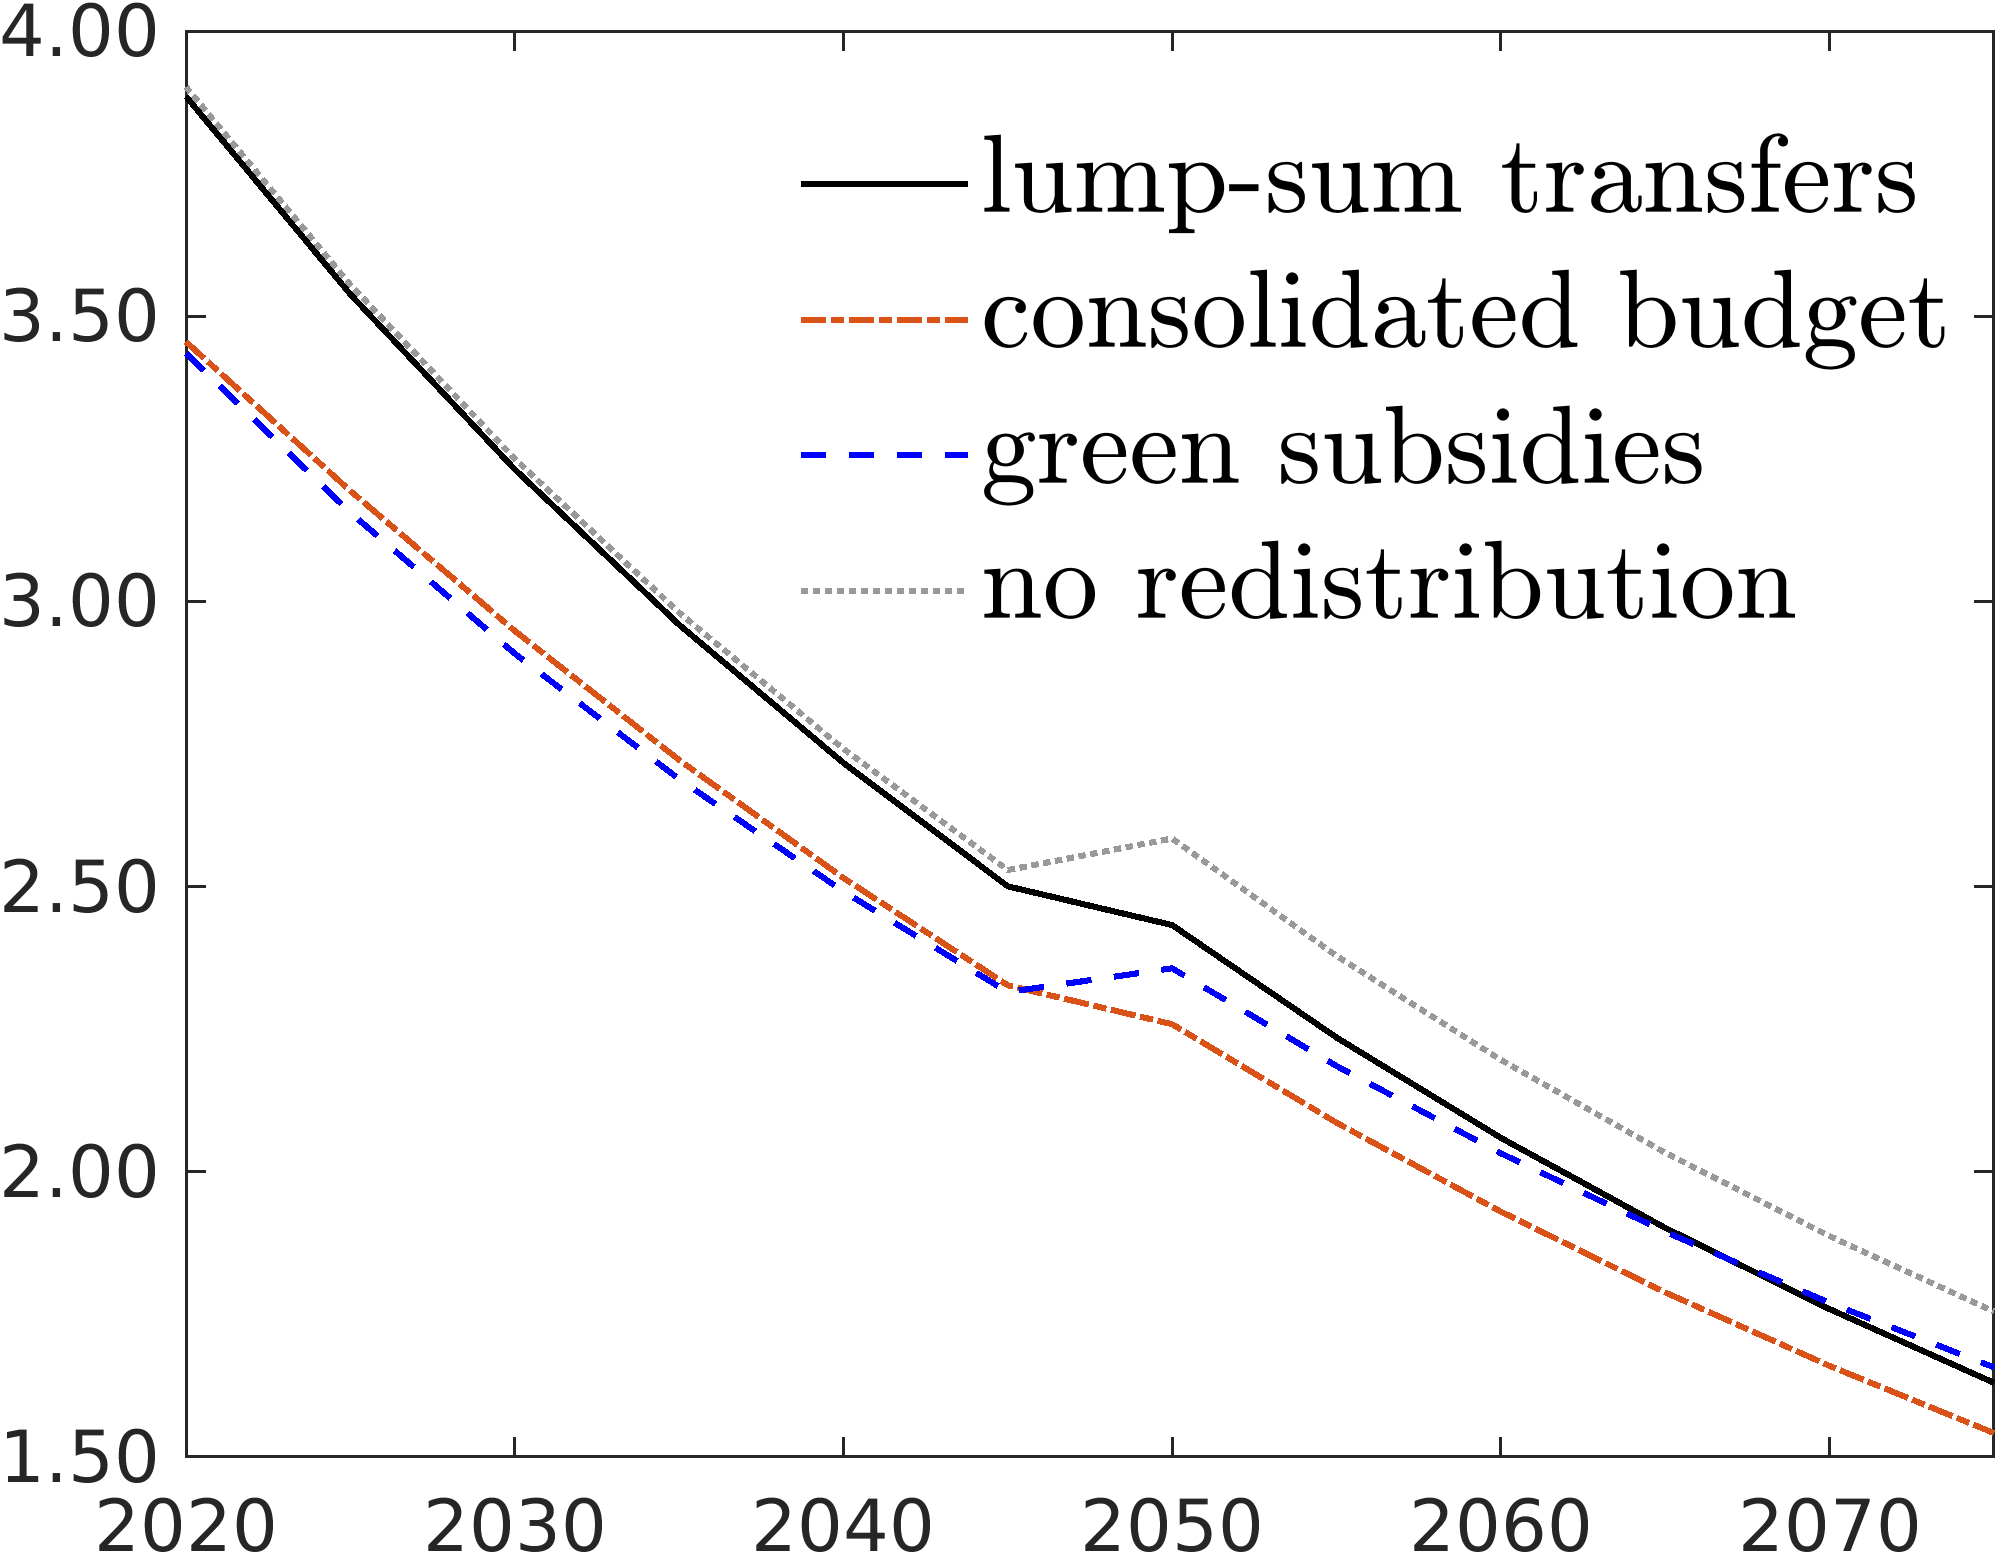 4.00
lump-sum transfers
consolidated budget
3.50
green subsidies
no redistribution
3.00
2.50
2.00
1.50
2020 2030 2040 2050 2060 2070